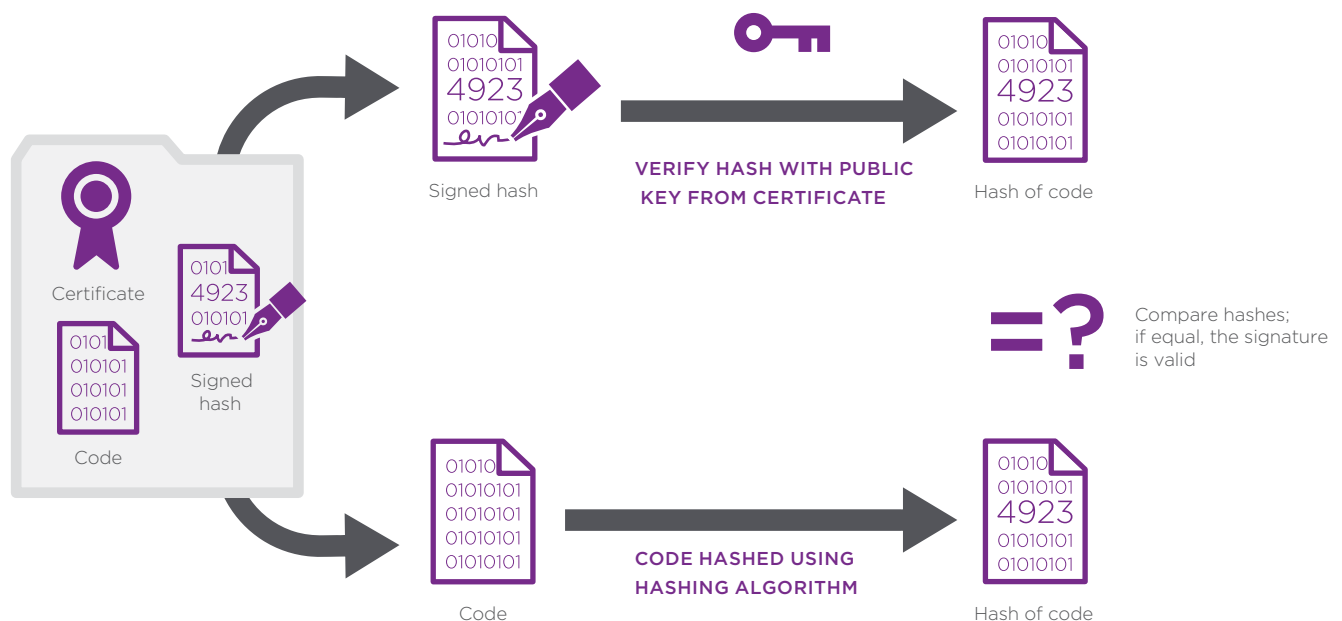 Certificate
0101
010101
010101
010101
Code
0101
4923
010101
Signed
hash
01010
01010101
4923
01010101
Signed hash
VERIFY HASH WITH PUBLIC
KEY FROM CERTIFICATE
01010
01010101
4923
01010101
01010101
Hash of code
=?
Compare hashes;
if equal, the signature
is valid
01010
01010101
01010101
01010101
01010101
Code
CODE HASHED USING
HASHING ALGORITHM
01010
01010101
4923
01010101
01010101
Hash of code